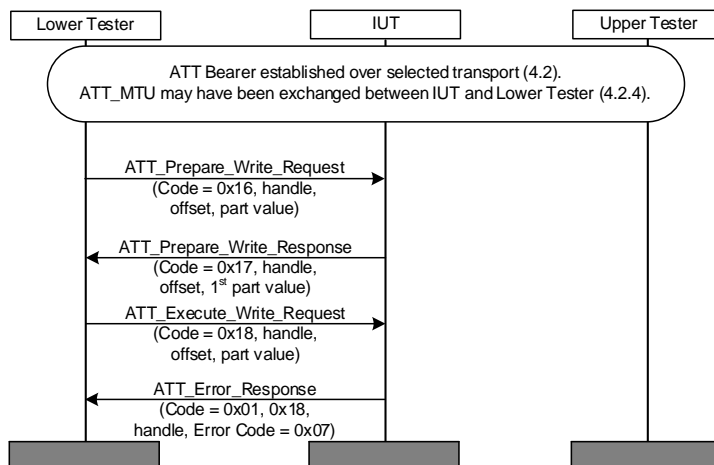 Lower Tester
IUT
Upper Tester
ATT Bearer established over selected transport (4.2).
ATT_MTU may have been exchanged between IUT and Lower Tester (4.2.4).
ATT_Prepare_Write_Request
(Code = 0x16, handle,
offset, part value)
ATT_Prepare_Write_Response
(Code = 0x17, handle,
offset, 1st part value)
ATT_Execute_Write_Request
(Code = 0x18, handle,
offset, part value)
ATT_Error_Response
(Code = 0x01, 0x18,
handle, Error Code = 0x07)